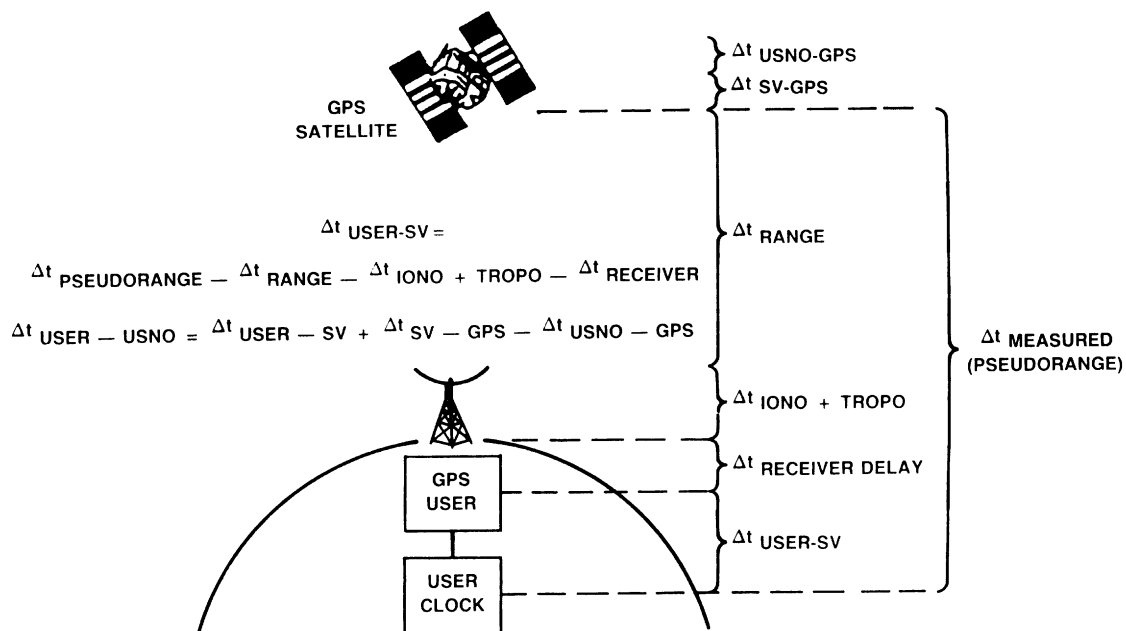 Δt USNO-GPS
Δt SV-GPS
GPS
SATELLITE
Δt USER-SV =
Δt RANGE
Δt PSEUDORANGE — Δt RANGE — Δt IONO + TROPO — Δt RECEIVER
Δt USER — USNO = Δt USER — SV + Δt SV — GPS — Δt USNO — GPS
Δt MEASURED
(PSEUDORANGE)
Δt IONO + TROPO
Δt RECEIVER DELAY
GPS
USER
Δt USER-SV
USER
CLOCK